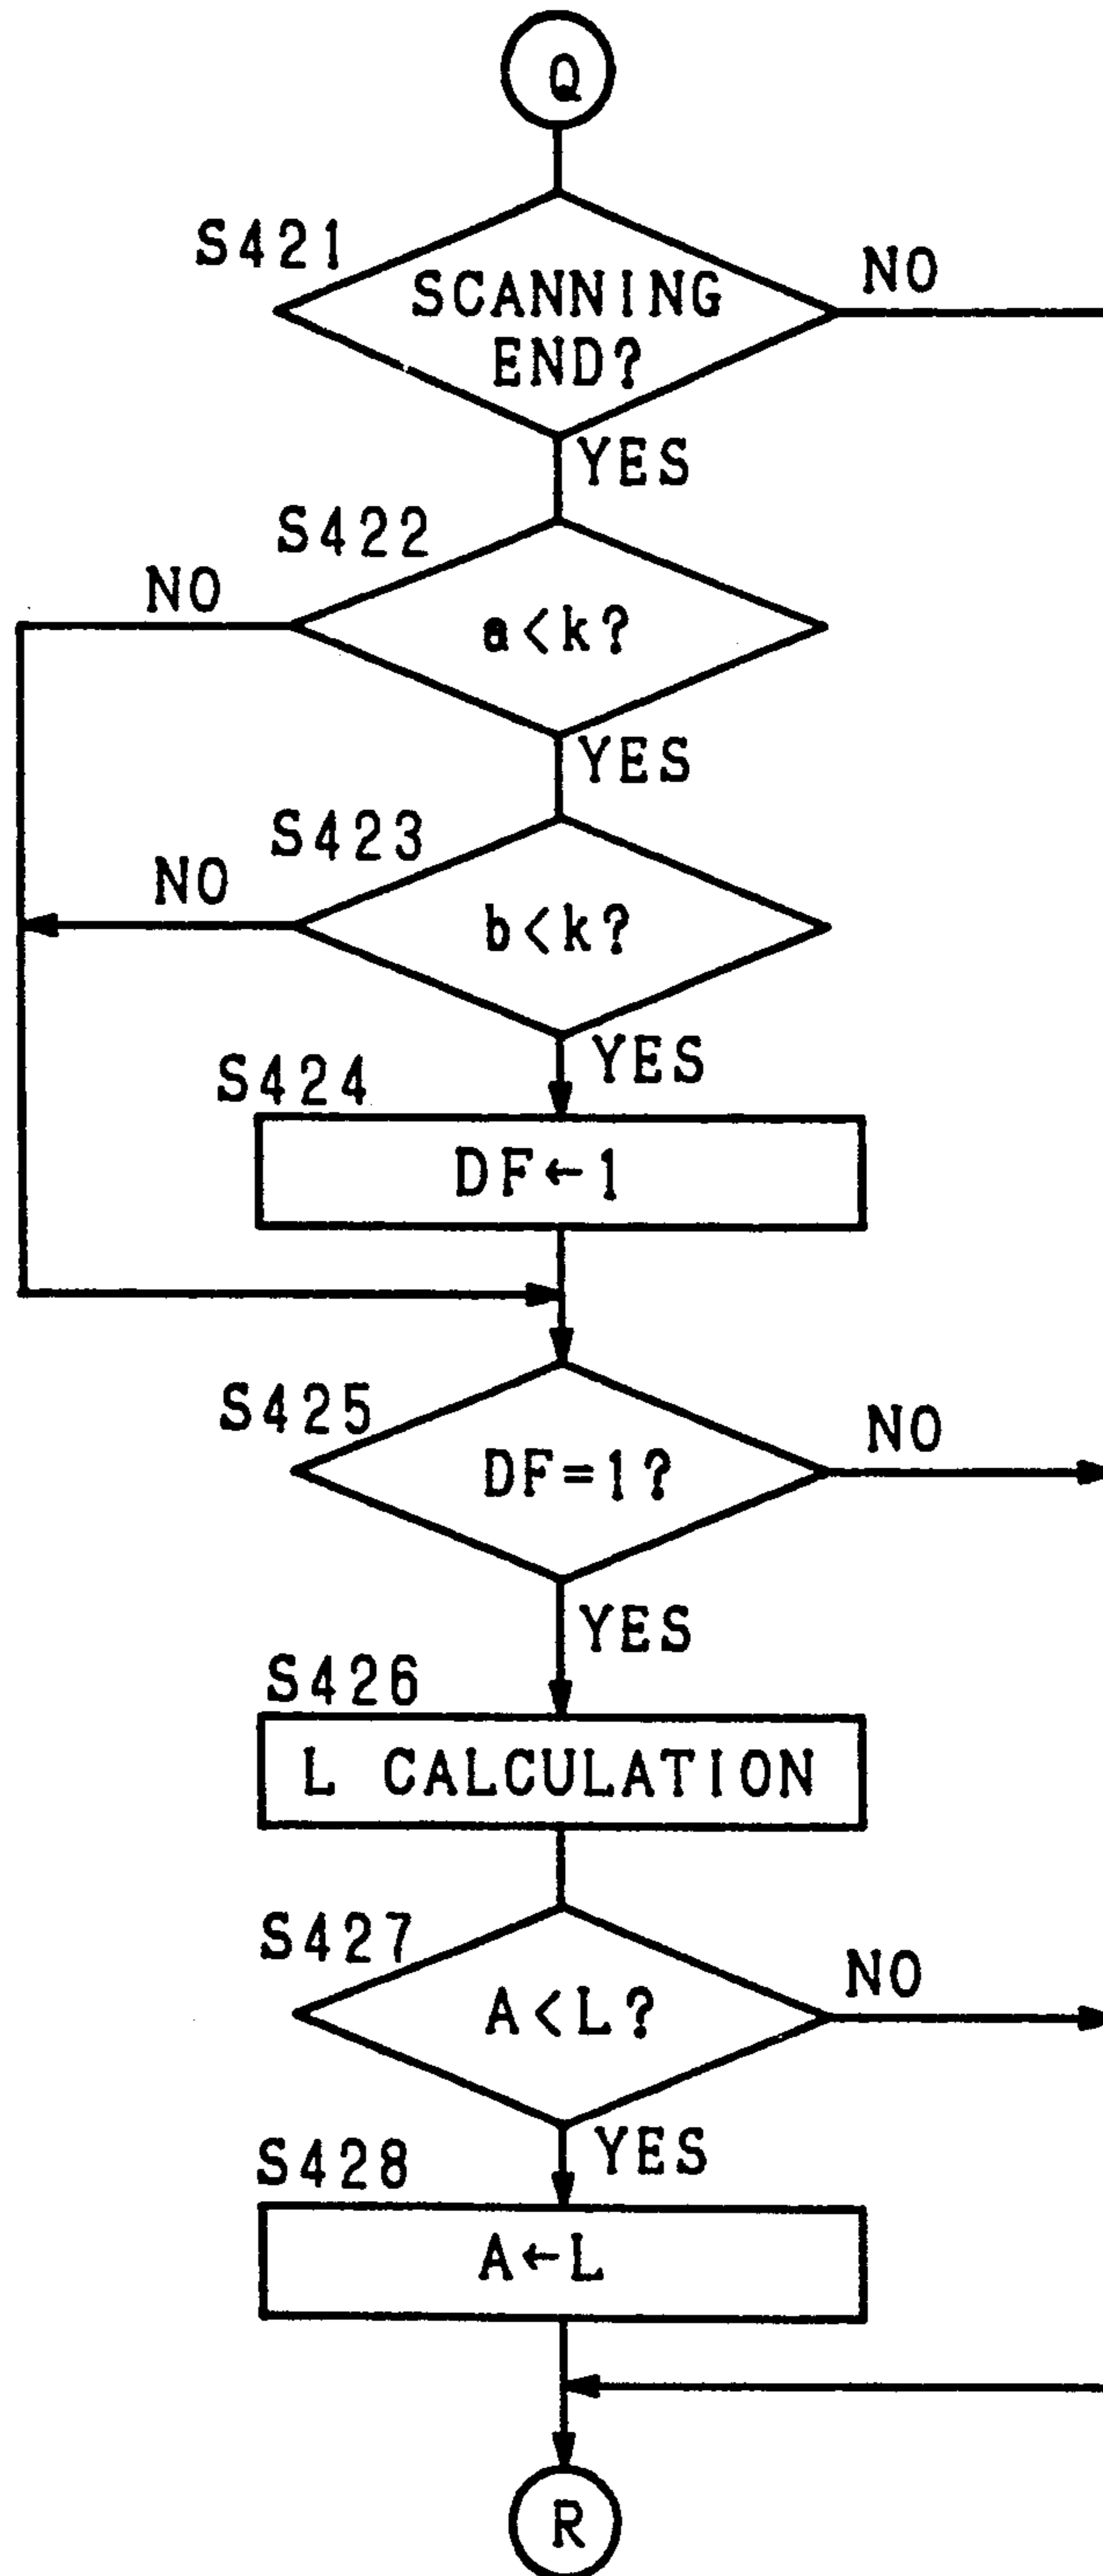 Q
S421
SCANNING
END?
NO
YES
S422
NO
a<k?
YES
S423
NO
b<k?
YES
S424
DF←1
S425
DF=1?
NO
YES
S426
L CALCULATION
S427
A<L?
NO
YES
S428
A←L
R